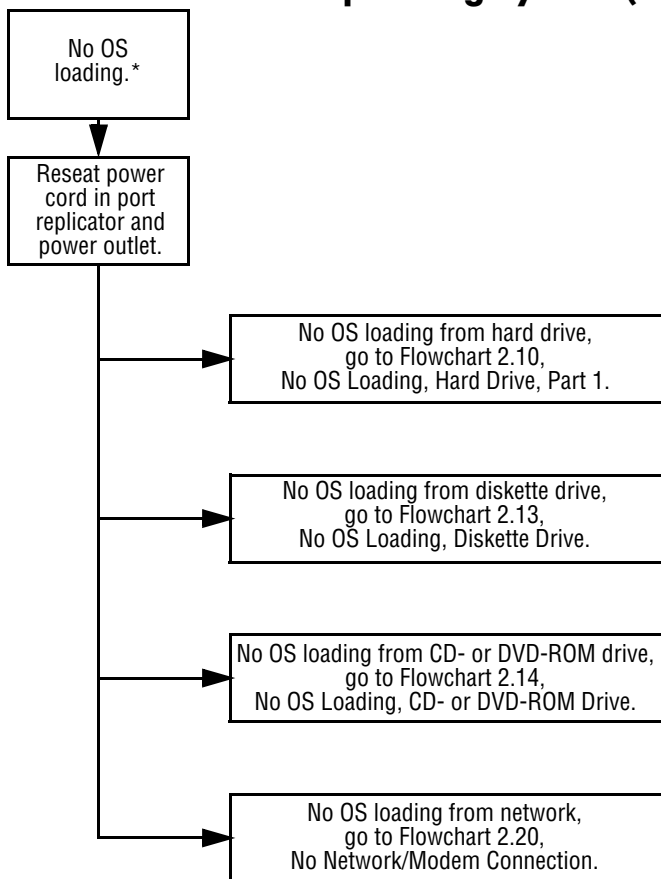 No OS
loading.*
Reseat power
cord in port
replicator and
power outlet.
No OS loading from hard drive,
go to Flowchart 2.10,
No OS Loading, Hard Drive, Part 1.
No OS loading from diskette drive,
go to Flowchart 2.13,
No OS Loading, Diskette Drive.
No OS loading from CD- or DVD-ROM drive,
go to Flowchart 2.14,
No OS Loading, CD- or DVD-ROM Drive.
No OS loading from network,
go to Flowchart 2.20,
No Network/Modem Connection.